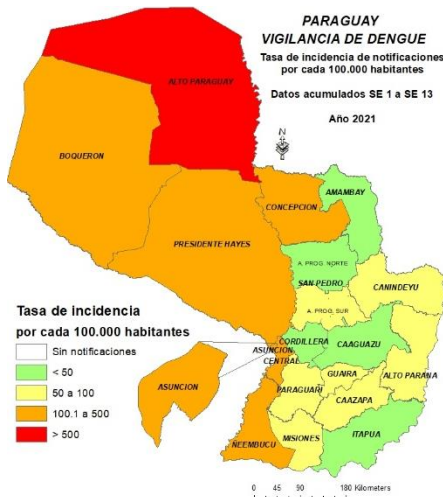 PARAGUAY
VIGILANCIA DE DENGUE
Tasa de incidencia de notificaciones
por cada 100.000 habitantes
Datos acumulados SE 1 a SE 13
Año 2021
N
ALTO PARAGUAY
BOQUERON
CONCEPCION
AMAMBAY
PRESIDENTE HAYES
A. PROG. NORTE
SAN PEDRO
CANINDEYU
A. PROG. SUR
CORDILLERA
CAAGUAZU
ASUNCION
CENTRAL
GUAIRA
ALTO PARANA
PARAGUARI
CAAZAPA
ASUNCION
ÑEEMBUCU
MISIONES
ITAPUA
Tasa de incidencia
por cada 100.000 habitantes
Sin notificaciones
< 50
50 a 100
100.1 a 500
> 500
0 45 90 180 Kilometers